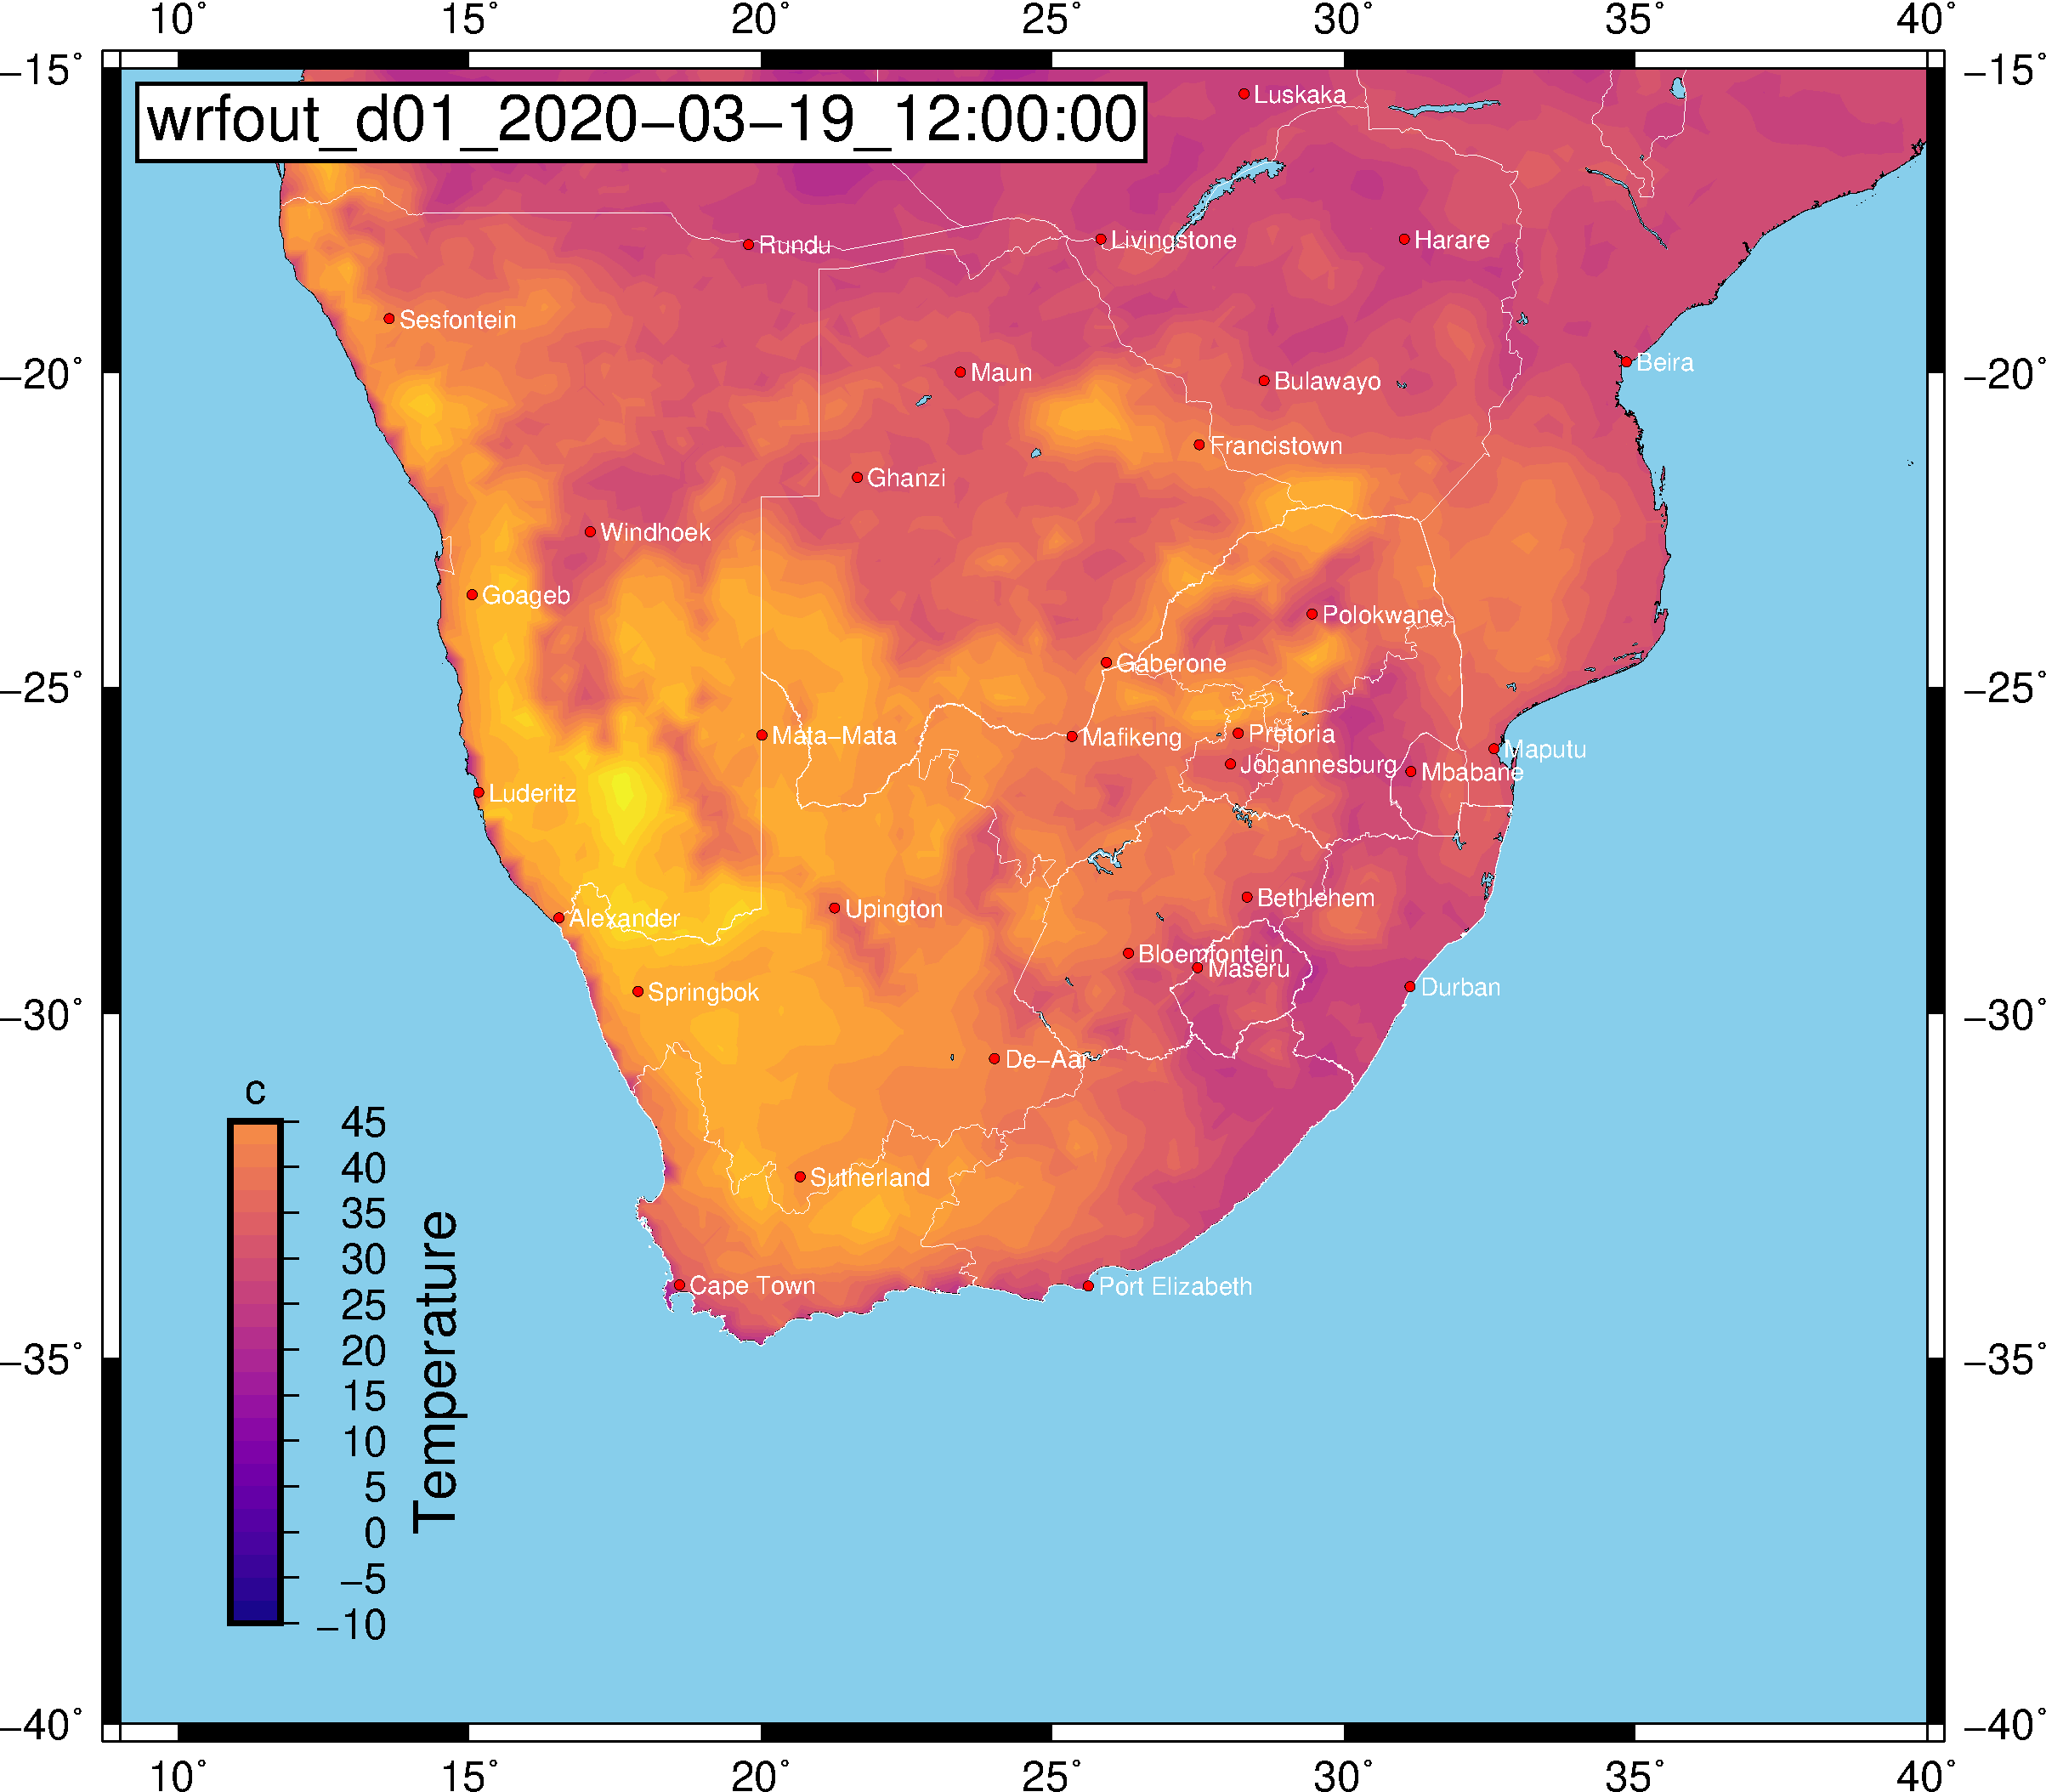 10° 15° 20° 25° 30° 35° 40°
−15° −15°
wrfout_d01_2020−03−19_12:00:00
Luskaka
Rundu
Livingstone
Harare
Sesfontein
Beira
−20° −20°
Maun
Bulawayo
Francistown
Ghanzi
Windhoek
Goageb
Polokwane
Gaberone
−25° −25°
Mata−Mata
Mafikeng
Pretoria
Maputu
Johannesburg
Mbabane
Luderitz
Bethlehem
Upington
Alexander
Bloemfontein
Maseru
Durban
Springbok
−30° −30°
De−Aar
Sutherland
Cape Town
Port Elizabeth
−35° −35°
c
45
40
35
30
25
20
15
10
5
0
−5
−10
Temperature
−40° −40°
10° 15° 20° 25° 30° 35° 40°